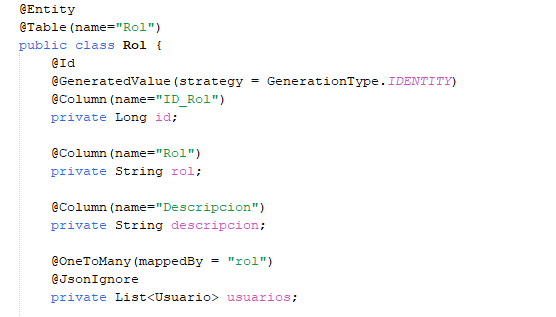 @Entity
@Table(name="Rol")
public class Rol {
@Id
@GeneratedValue(strategy = GenerationType.IDENTITY)
@Column(name="ID_Rol")
private Long id;
@Column(name="Rol")
private String rol;
@Column(name="Descripcion")
private String descripcion;
@OneToMany(mappedBy = "rol")
@JsonIgnore
private List<Usuario> usuarios;